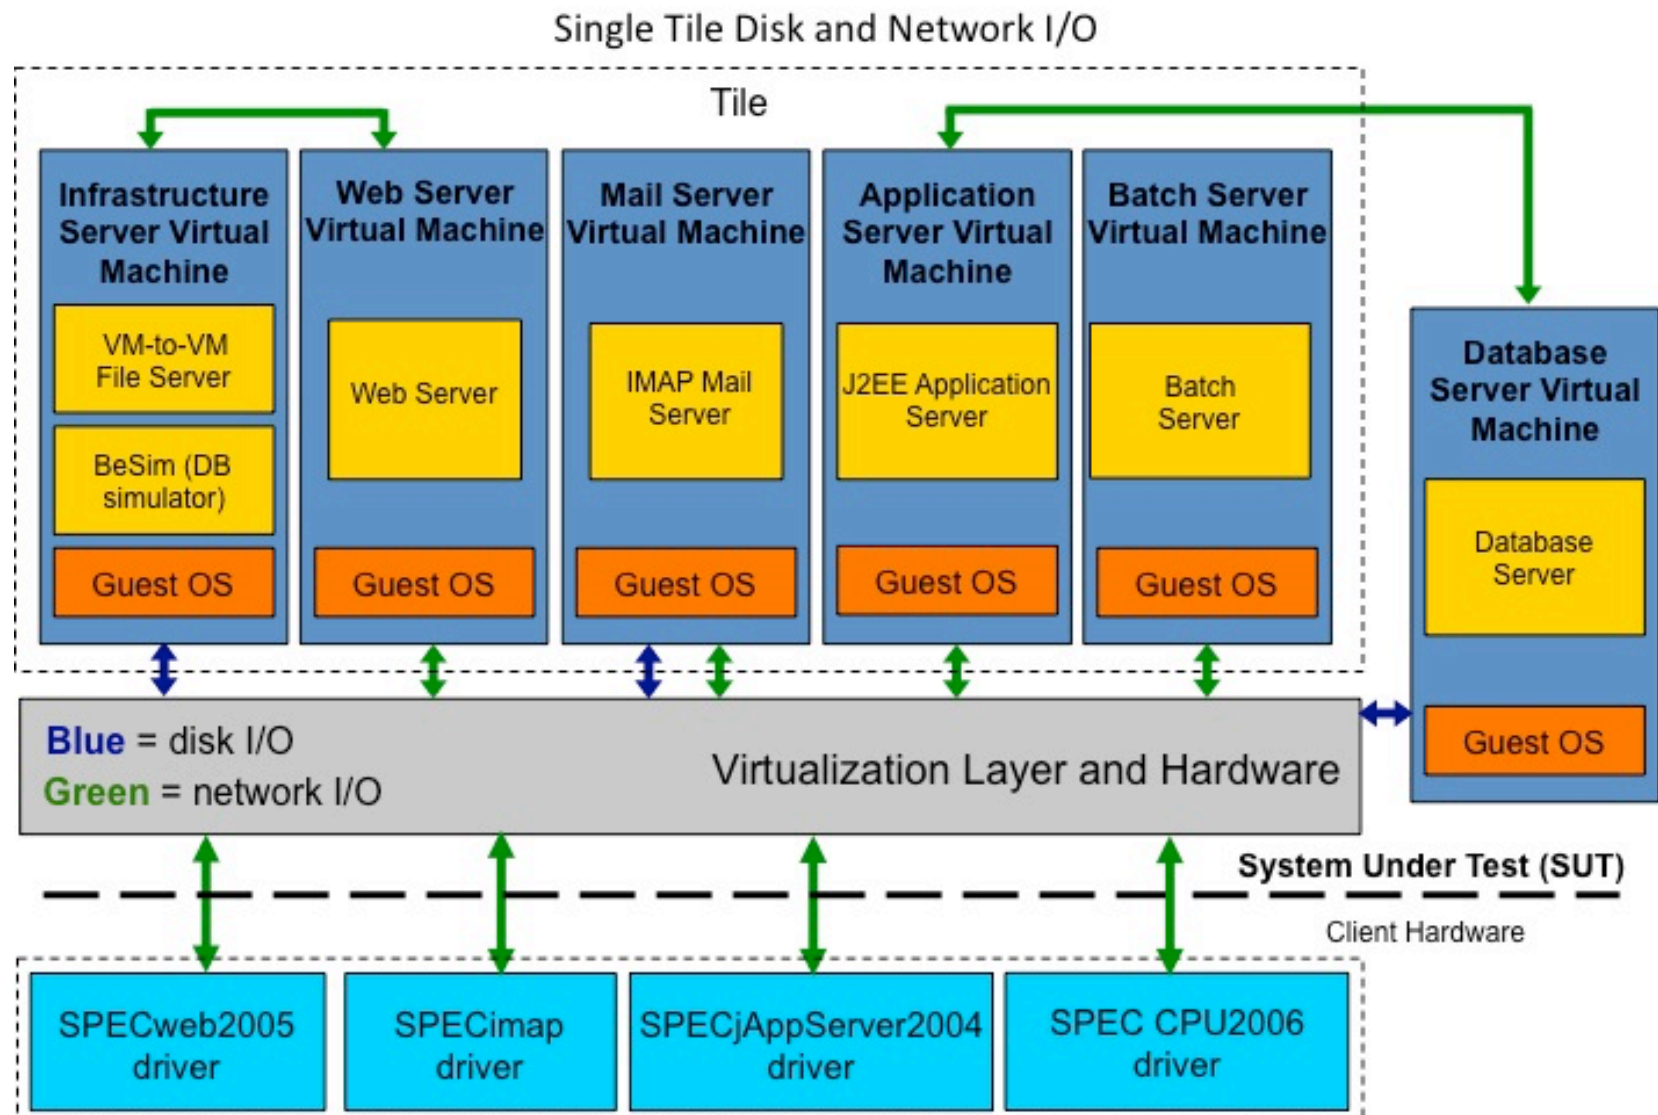 Single Tile Disk and Network I/O
Tile
Infrastructure
Server Virtual
Machine
VM-to-VM
File Server
BeSim (DB
simulator)
Guest OS
Web Server
Virtual Machine
Web Server
Guest OS
Mail Server
Virtual Machine
IMAP Mail
Server
Guest OS
Application
Server Virtual
Machine
J2EE Application
Server
Guest OS
Batch Server
Virtual Machine
Batch
Server
Guest OS
Database
Server Virtual
Machine
Database
Server
Guest OS
Blue = disk I/O
Green = network I/O
Virtualization Layer and Hardware
System Under Test (SUT)
Client Hardware
SPECweb2005
driver
SPECimap
driver
SPECjAppServer2004
driver
SPEC CPU2006
driver